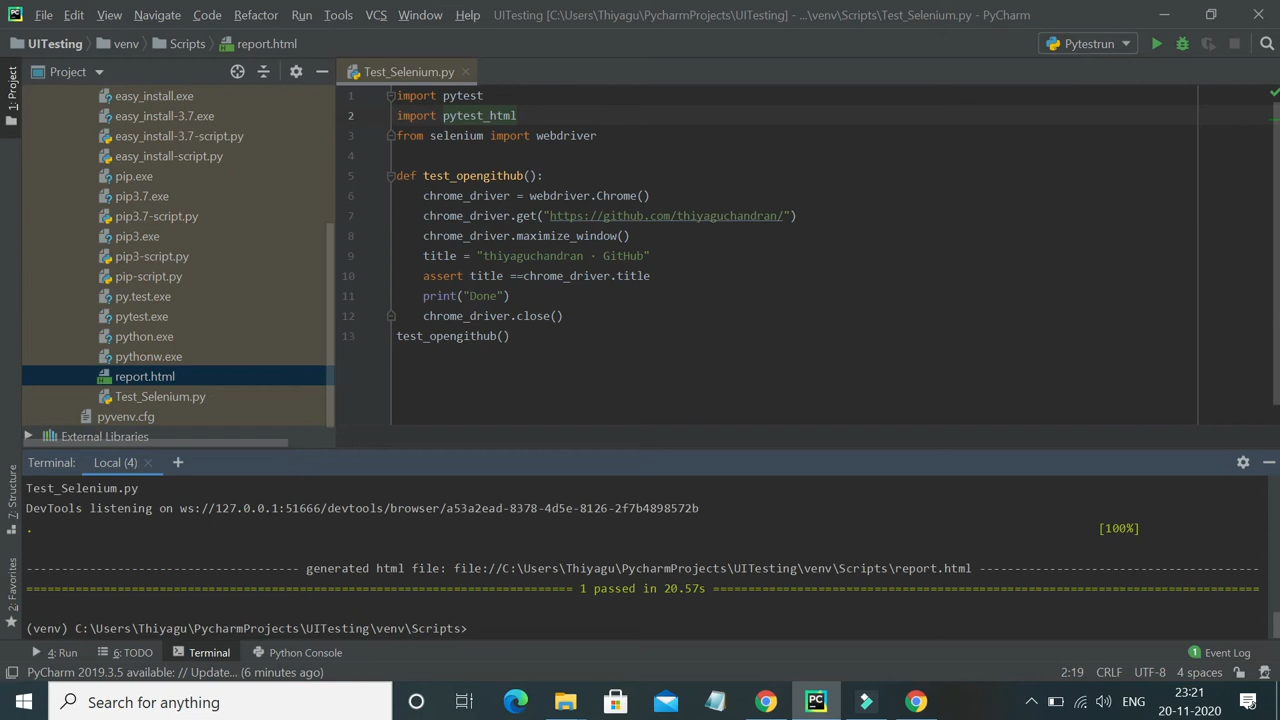 File Edit View Navigate Code Refactor Run Tools VCS Window Help UITesting [C:\Users\Thiyagu\PycharmProjects\UITesting] - ...\venv\Scripts\Test_Selenium.py - PyCharm
UITesting venv Scripts report.html Pytestrun
1: Project
Project
Test_Selenium.py
easy_install.exe
easy_install-3.7.exe
easy_install-3.7-script.py
easy_install-script.py
pip.exe
pip3.7.exe
pip3.7-script.py
pip3.exe
pip3-script.py
pip-script.py
py.test.exe
pytest.exe
python.exe
pythonw.exe
report.html
Test_Selenium.py
pyvenv.cfg
External Libraries
1 import pytest
2 import pytest_html
3 from selenium import webdriver
4
5 def test_opengithub():
6 chrome_driver = webdriver.Chrome()
7 chrome_driver.get("https://github.com/thiyaguchandran/")
8 chrome_driver.maximize_window()
9 title = "thiyaguchandran · GitHub"
10 assert title ==chrome_driver.title
11 print("Done")
12 chrome_driver.close()
13 test_opengithub()
Terminal: Local (4) +
7: Structure
2: Favorites
Test_Selenium.py
DevTools listening on ws://127.0.0.1:51666/devtools/browser/a53a2ead-8378-4d5e-8126-2f7b4898572b
. [100%]
--------------------------------------- generated html file: file://C:\Users\Thiyagu\PycharmProjects\UITesting\venv\Scripts\report.html ----------------------------------------
============================================================================== 1 passed in 20.57s ==============================================================================
(venv) C:\Users\Thiyagu\PycharmProjects\UITesting\venv\Scripts>
4: Run 6: TODO Terminal Python Console 1 Event Log
PyCharm 2019.3.5 available: // Update... (6 minutes ago) 2:19 CRLF UTF-8 4 spaces
Search for anything
PC
ENG
23:21
20-11-2020